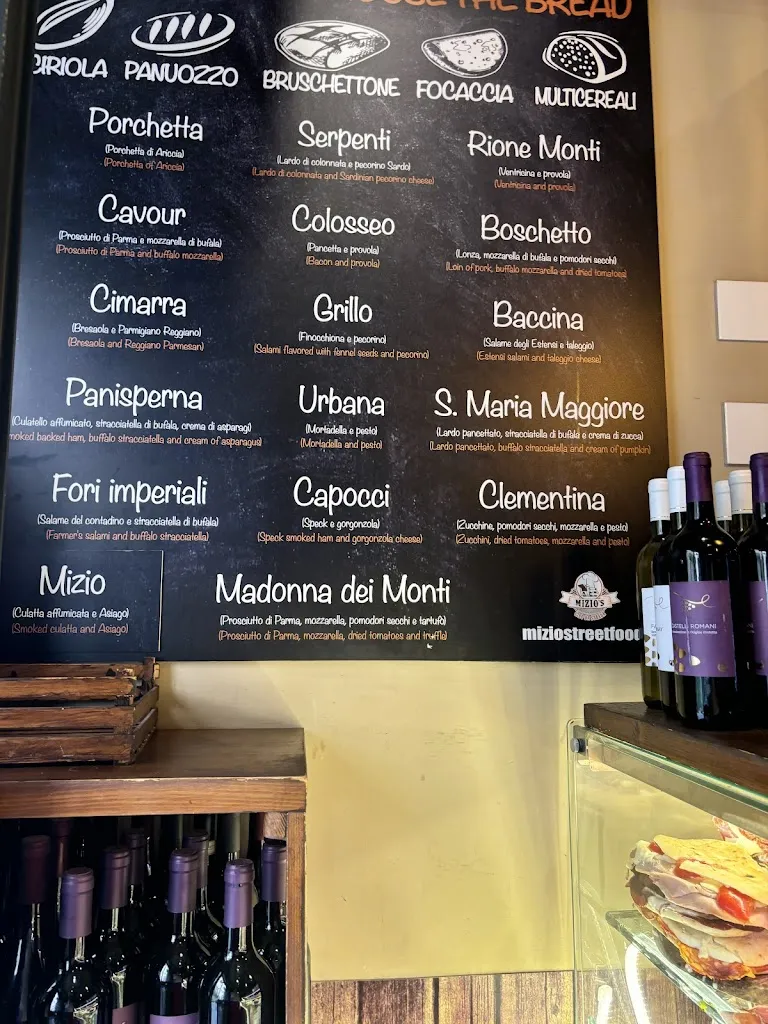 THE BREAD
CIRIOLA PANUOZZO BRUSCHETTONE FOCACCIA MULTICEREALI
Porchetta
(Porchetta di Ariccia)
(Porchetta of Ariccia)
Serpenti
(Lardo di colonnata e pecorino Sardo)
(Lardo di colonnata and Sardinian pecorino cheese)
Rione Monti
(Ventricina e provola)
(Ventricina and provola)
Cavour
(Prosciutto di Parma e mozzarella di bufala)
(Prosciutto di Parma and buffalo mozzarella)
Colosseo
(Pancetta e provola)
(Bacon and provola)
Boschetto
(Lonza, mozzarella di bufala e pomodori secchi)
(Loin of pork, bufalo mozzarella and dried tomatoes)
Cimarra
(Bresaola e Parmigiano Reggiano)
(Bresaola and Reggiano Parmesan)
Grillo
(Finocchiona e pecorino)
(Salami flavored with fennel seeds and pecorino)
Baccina
(Salame degli Estensi e taleggio)
(Estensi salami and taleggio cheese)
Panisperna
(Culatello affumicato, stracciatella di bufala, crema di asparagi)
backed ham, buffalo stracciatella and cream of asparagus)
Urbana
(Mortadella e pesto)
(Mortadella and pesto)
S. Maria Maggiore
(Lardo pancettato, stracciatella di bufala e crema di zucca)
(Lardo pancettato, buffalo stracciatella and cream of pumpkin)
Fori imperiali
(Salame del contadino e stracciatella di bufala)
(Farmer's salami and buffalo stracciatella)
Capocci
(Speck e gorgonzola)
(Speck smoked ham and gorgonzola cheese)
Clementina
(Zucchine, pomodori secchi, mozzarella e pesto)
(Zucchini, dried tomatoes, mozzarella and pesto)
Mizio
(Culatta affumicata e Asiago)
(Smoked culatta and Asiago)
Madonna dei Monti
(Prosciutto di Parma, mozzarella, pomodori secchi e tartufo)
(Prosciutto di Parma, mozzarella, dried tomatoes and truffle)
MIZIO'S
miziostreetfood
ROMANI